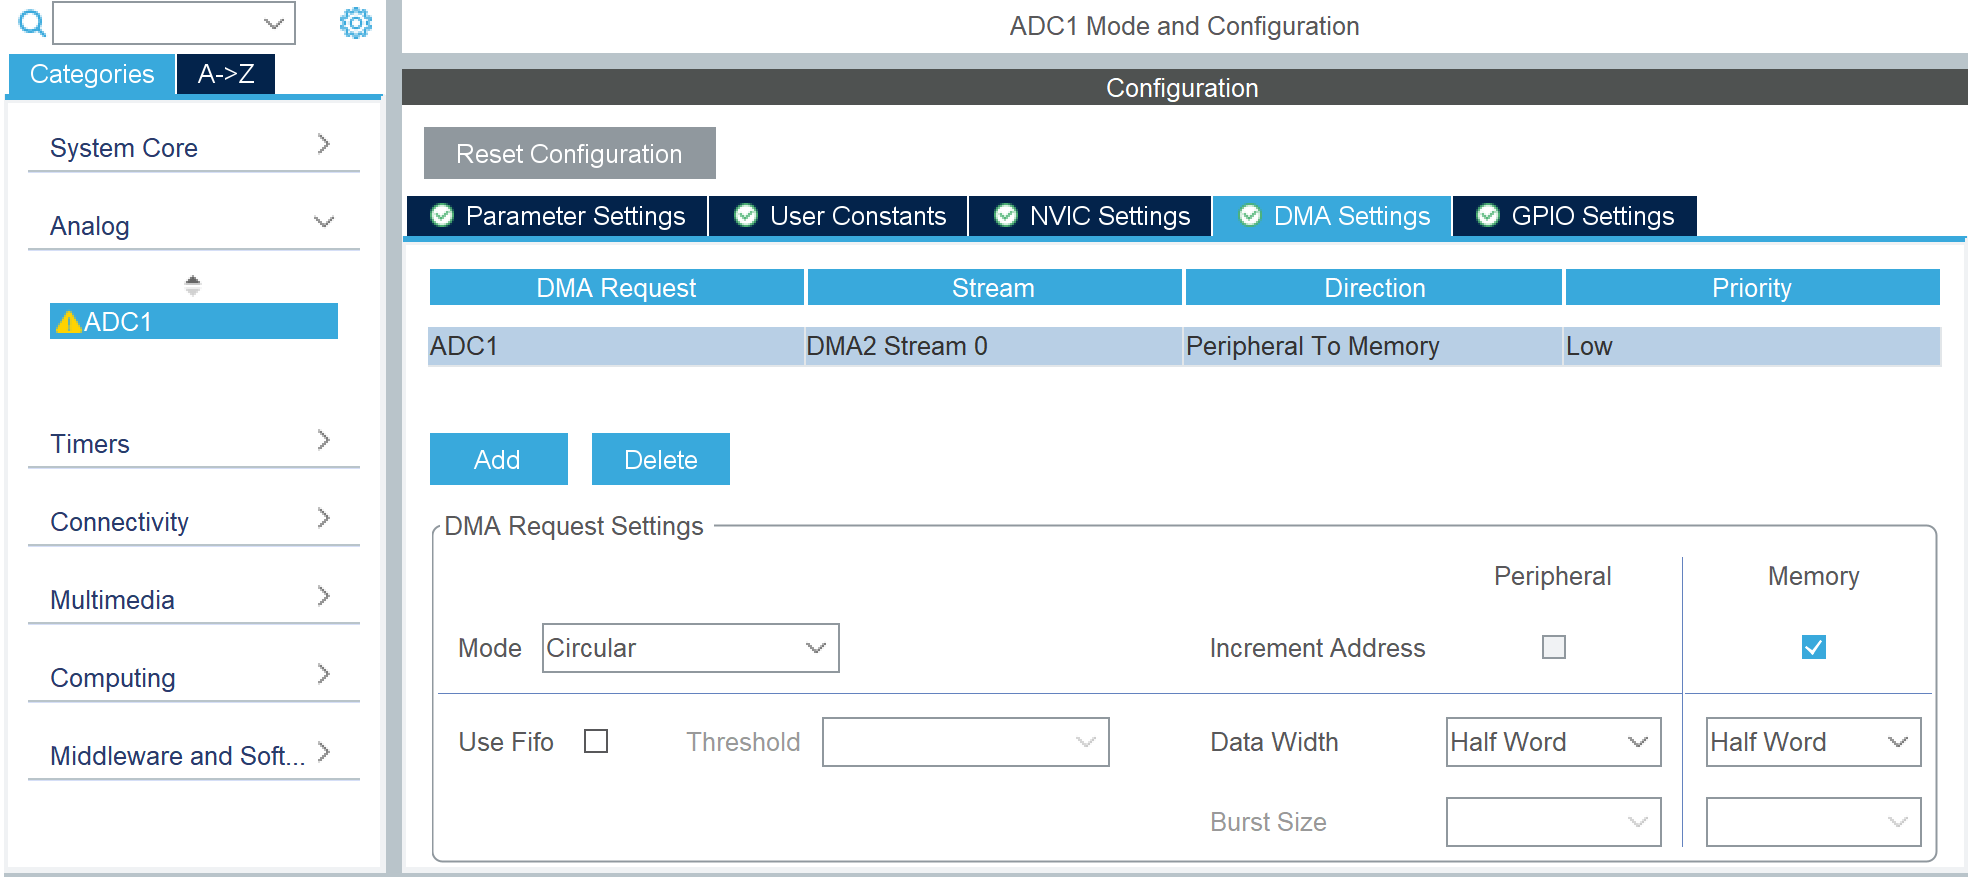 ADC1 Mode and Configuration
Categories
A->Z
Configuration
System Core
Reset Configuration
Analog
Parameter Settings
User Constants
NVIC Settings
DMA Settings
GPIO Settings
ADC1
DMA Request
Stream
Direction
Priority
ADC1
DMA2 Stream 0
Peripheral To Memory
Low
Timers
Connectivity
Multimedia
Computing
Middleware and Soft...
Add
Delete
DMA Request Settings
Peripheral
Memory
Mode
Circular
Increment Address
Use Fifo
Threshold
Data Width
Half Word
Half Word
Burst Size